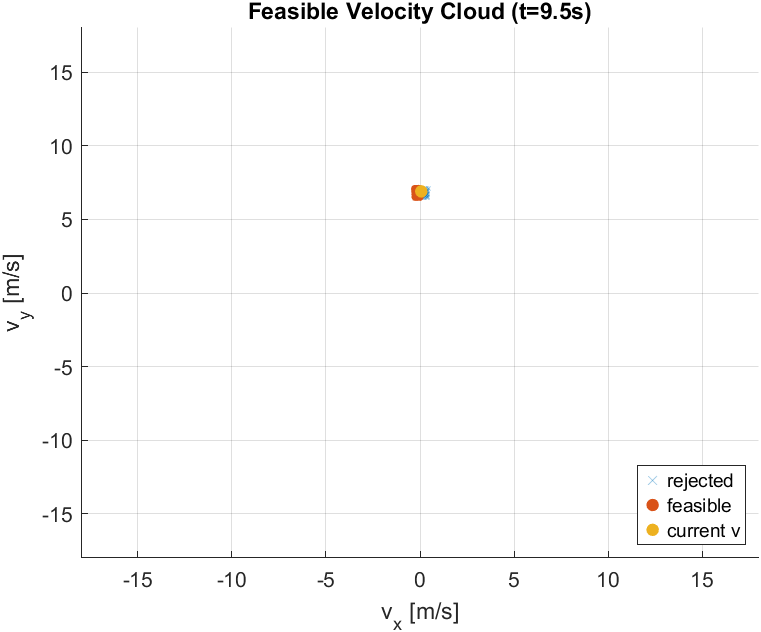 Feasible Velocity Cloud (t=9.5s)
15
10
5
0
-5
-10
-15
v_y [m/s]
-15
-10
-5
0
5
10
15
v_x [m/s]
rejected
feasible
current v